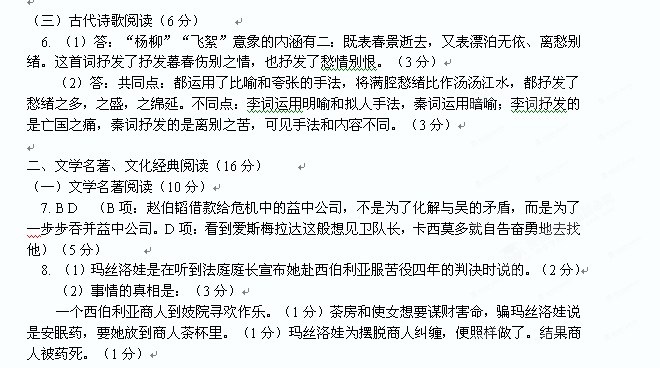 （三）古代诗歌阅读（6 分）
6. （1）答：“杨柳”“飞絮”意象的内涵有二：既表春景逝去，又表漂泊无依、离愁别
绪。这首词抒发了抒发暮春伤别之情，也抒发了愁情别恨。（3 分）
（2）答：共同点：都运用了比喻和夸张的手法，将满腔愁绪比作汤汤江水，都抒发了
愁绪之多，之盛，之绵延。不同点：李词运用明喻和拟人手法，秦词运用暗喻；李词抒发的
是亡国之痛，秦词抒发的是离别之苦，可见手法和内容不同。（3 分）
二、文学名著、文化经典阅读（16 分）
（一）文学名著阅读（10 分）
7. B D （B 项：赵伯韬借款给危机中的益中公司，不是为了化解与吴的矛盾，而是为了
一步步吞并益中公司。D 项：看到爱斯梅拉达这般想见卫队长，卡西莫多就自告奋勇地去找
他）（5 分）
8. （1）玛丝洛娃是在听到法庭庭长宣布她赴西伯利亚服苦役四年的判决时说的。（2 分）
（2）事情的真相是：（3 分）
一个西伯利亚商人到妓院寻欢作乐。（1 分）茶房和使女想要谋财害命，骗玛丝洛娃说
是安眠药，要她放到商人茶杯里。（1 分）玛丝洛娃为摆脱商人纠缠，便照样做了。结果商
人被药死。（1 分）